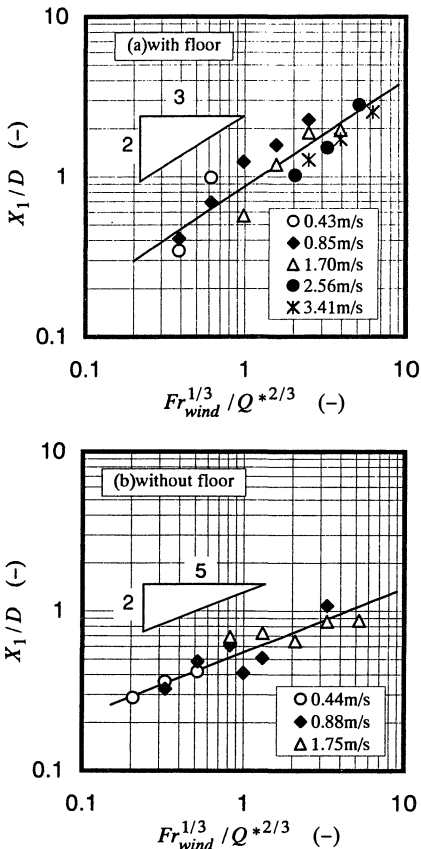 10
(a)with floor
3
2
X₁/D (-)
1
○ 0.43m/s
◆ 0.85m/s
△ 1.70m/s
● 2.56m/s
✳ 3.41m/s
0.1
0.1 1 10
Fr_wind^1/3 / Q*^2/3 (-)
10
(b)without floor
5
2
X₁/D (-)
1
○ 0.44m/s
◆ 0.88m/s
△ 1.75m/s
0.1
0.1 1 10
Fr_wind^1/3 / Q*^2/3 (-)